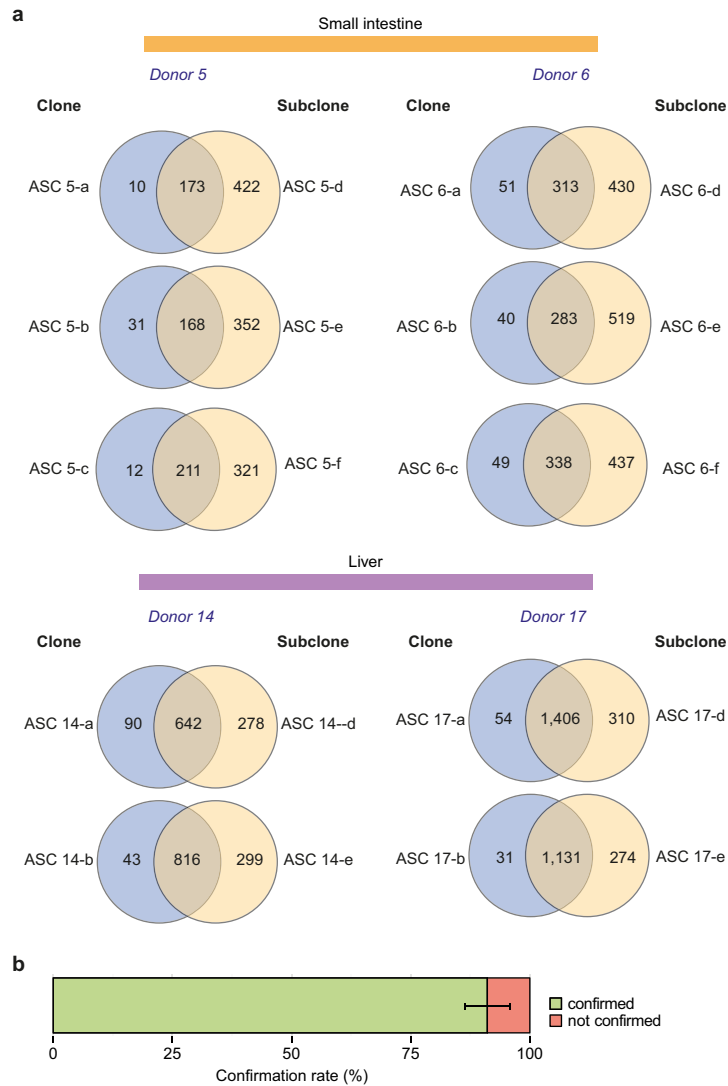 a
Small intestine
Donor 5
Donor 6
Clone
Subclone
Clone
Subclone
ASC 5-a 10 173 422 ASC 5-d
ASC 6-a 51 313 430 ASC 6-d
ASC 5-b 31 168 352 ASC 5-e
ASC 6-b 40 283 519 ASC 6-e
ASC 5-c 12 211 321 ASC 5-f
ASC 6-c 49 338 437 ASC 6-f
Liver
Donor 14
Donor 17
Clone
Subclone
Clone
Subclone
ASC 14-a 90 642 278 ASC 14--d
ASC 17-a 54 1,406 310 ASC 17-d
ASC 14-b 43 816 299 ASC 14-e
ASC 17-b 31 1,131 274 ASC 17-e
b
confirmed
not confirmed
0 25 50 75 100
Confirmation rate (%)